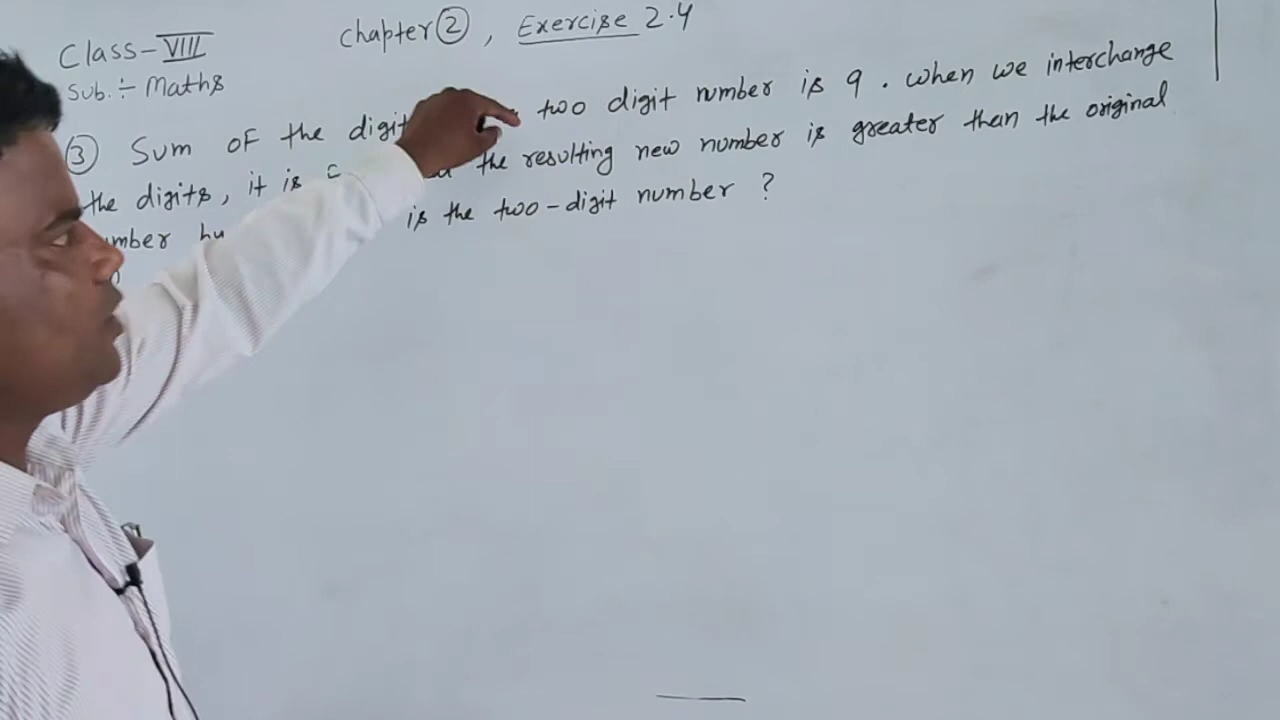 Class-VIII
Chapter ②, Exercise 2.4
Sub. ÷ Maths
③ Sum of the digit two digit number is 9. When we interchange
the digits, it is the resulting new number is greater than the original
is the two-digit number ?